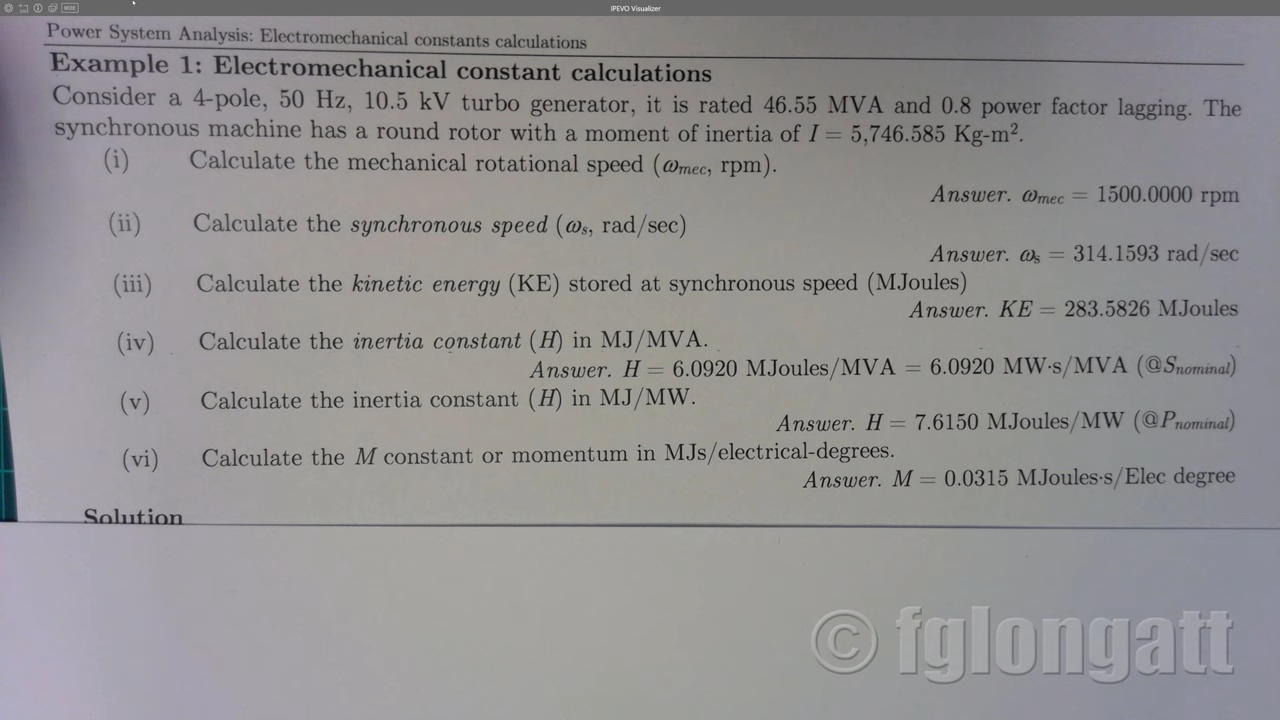 IPEVO Visualizer
MODE
Power System Analysis: Electromechanical constants calculations
Example 1: Electromechanical constant calculations
Consider a 4-pole, 50 Hz, 10.5 kV turbo generator, it is rated 46.55 MVA and 0.8 power factor lagging. The
synchronous machine has a round rotor with a moment of inertia of I = 5,746.585 Kg-m².
(i) Calculate the mechanical rotational speed (ωmec, rpm).
Answer. ωmec = 1500.0000 rpm
(ii) Calculate the synchronous speed (ωs, rad/sec)
Answer. ωs = 314.1593 rad/sec
(iii) Calculate the kinetic energy (KE) stored at synchronous speed (MJoules)
Answer. KE = 283.5826 MJoules
(iv) Calculate the inertia constant (H) in MJ/MVA.
Answer. H = 6.0920 MJoules/MVA = 6.0920 MW·s/MVA (@Snominal)
(v) Calculate the inertia constant (H) in MJ/MW.
Answer. H = 7.6150 MJoules/MW (@Pnominal)
(vi) Calculate the M constant or momentum in MJs/electrical-degrees.
Answer. M = 0.0315 MJoules·s/Elec degree
Solution
© fglongatt